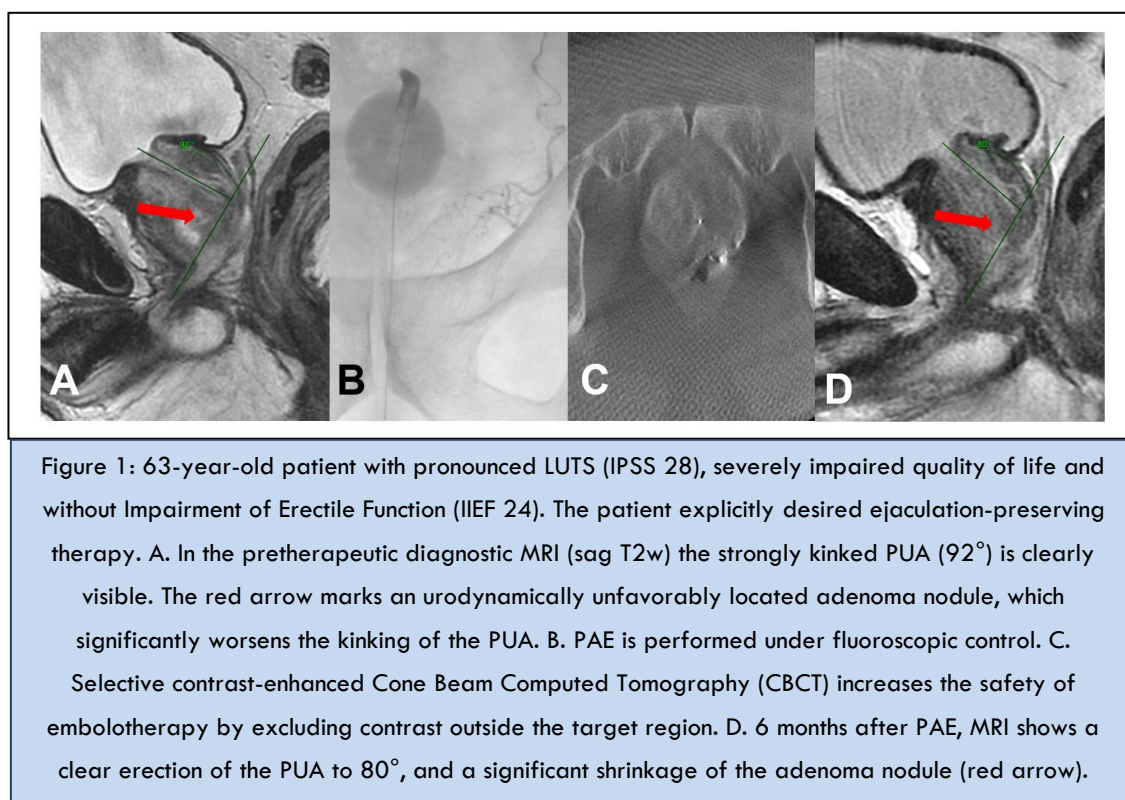 92°
80°
A
B
C
D
Figure 1: 63-year-old patient with pronounced LUTS (IPSS 28), severely impaired quality of life and
without Impairment of Erectile Function (IIEF 24). The patient explicitly desired ejaculation-preserving
therapy. A. In the pretherapeutic diagnostic MRI (sag T2w) the strongly kinked PUA (92°) is clearly
visible. The red arrow marks an urodynamically unfavorably located adenoma nodule, which
significantly worsens the kinking of the PUA. B. PAE is performed under fluoroscopic control. C.
Selective contrast-enhanced Cone Beam Computed Tomography (CBCT) increases the safety of
embolotherapy by excluding contrast outside the target region. D. 6 months after PAE, MRI shows a
clear erection of the PUA to 80°, and a significant shrinkage of the adenoma nodule (red arrow).